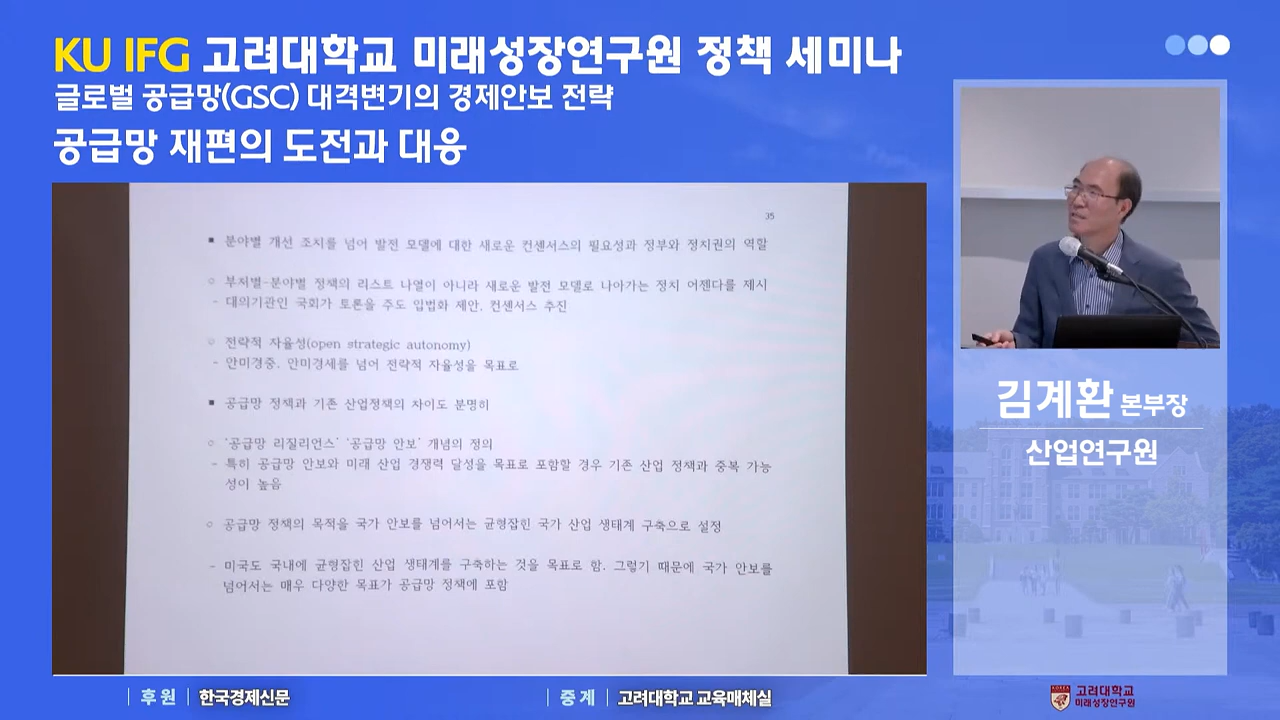 KU IFG 고려대학교 미래성장연구원 정책 세미나
글로벌 공급망(GSC) 대격변기의 경제안보 전략
공급망 재편의 도전과 대응
35
▪ 분야별 개선 조치를 넘어 발전 모델에 대한 새로운 컨센서스의 필요성과 정부와 정치권의 역할
○ 부처별-분야별 정책의 리스트 나열이 아니라 새로운 발전 모델로 나아가는 정치 어젠다를 제시
- 대의기관인 국회가 토론을 주도 입법화 제안, 컨센서스 추진
○ 전략적 자율성(open strategic autonomy)
- 안미경중, 안미경세를 넘어 전략적 자율성을 목표로
▪ 공급망 정책과 기존 산업정책의 차이도 분명히
○ '공급망 리질리언스' '공급망 안보' 개념의 정의
- 특히 공급망 안보와 미래 산업 경쟁력 달성을 목표로 포함할 경우 기존 산업 정책과 중복 가능
성이 높음
○ 공급망 정책의 목적을 국가 안보를 넘어서는 균형잡힌 국가 산업 생태계 구축으로 설정
- 미국도 국내에 균형잡힌 산업 생태계를 구축하는 것을 목표로 함. 그렇기 때문에 국가 안보를
넘어서는 매우 다양한 목표가 공급망 정책에 포함
김계환 본부장
산업연구원
| 후원 | 한국경제신문
| 중계 | 고려대학교 교육매체실
고려대학교
미래성장연구원